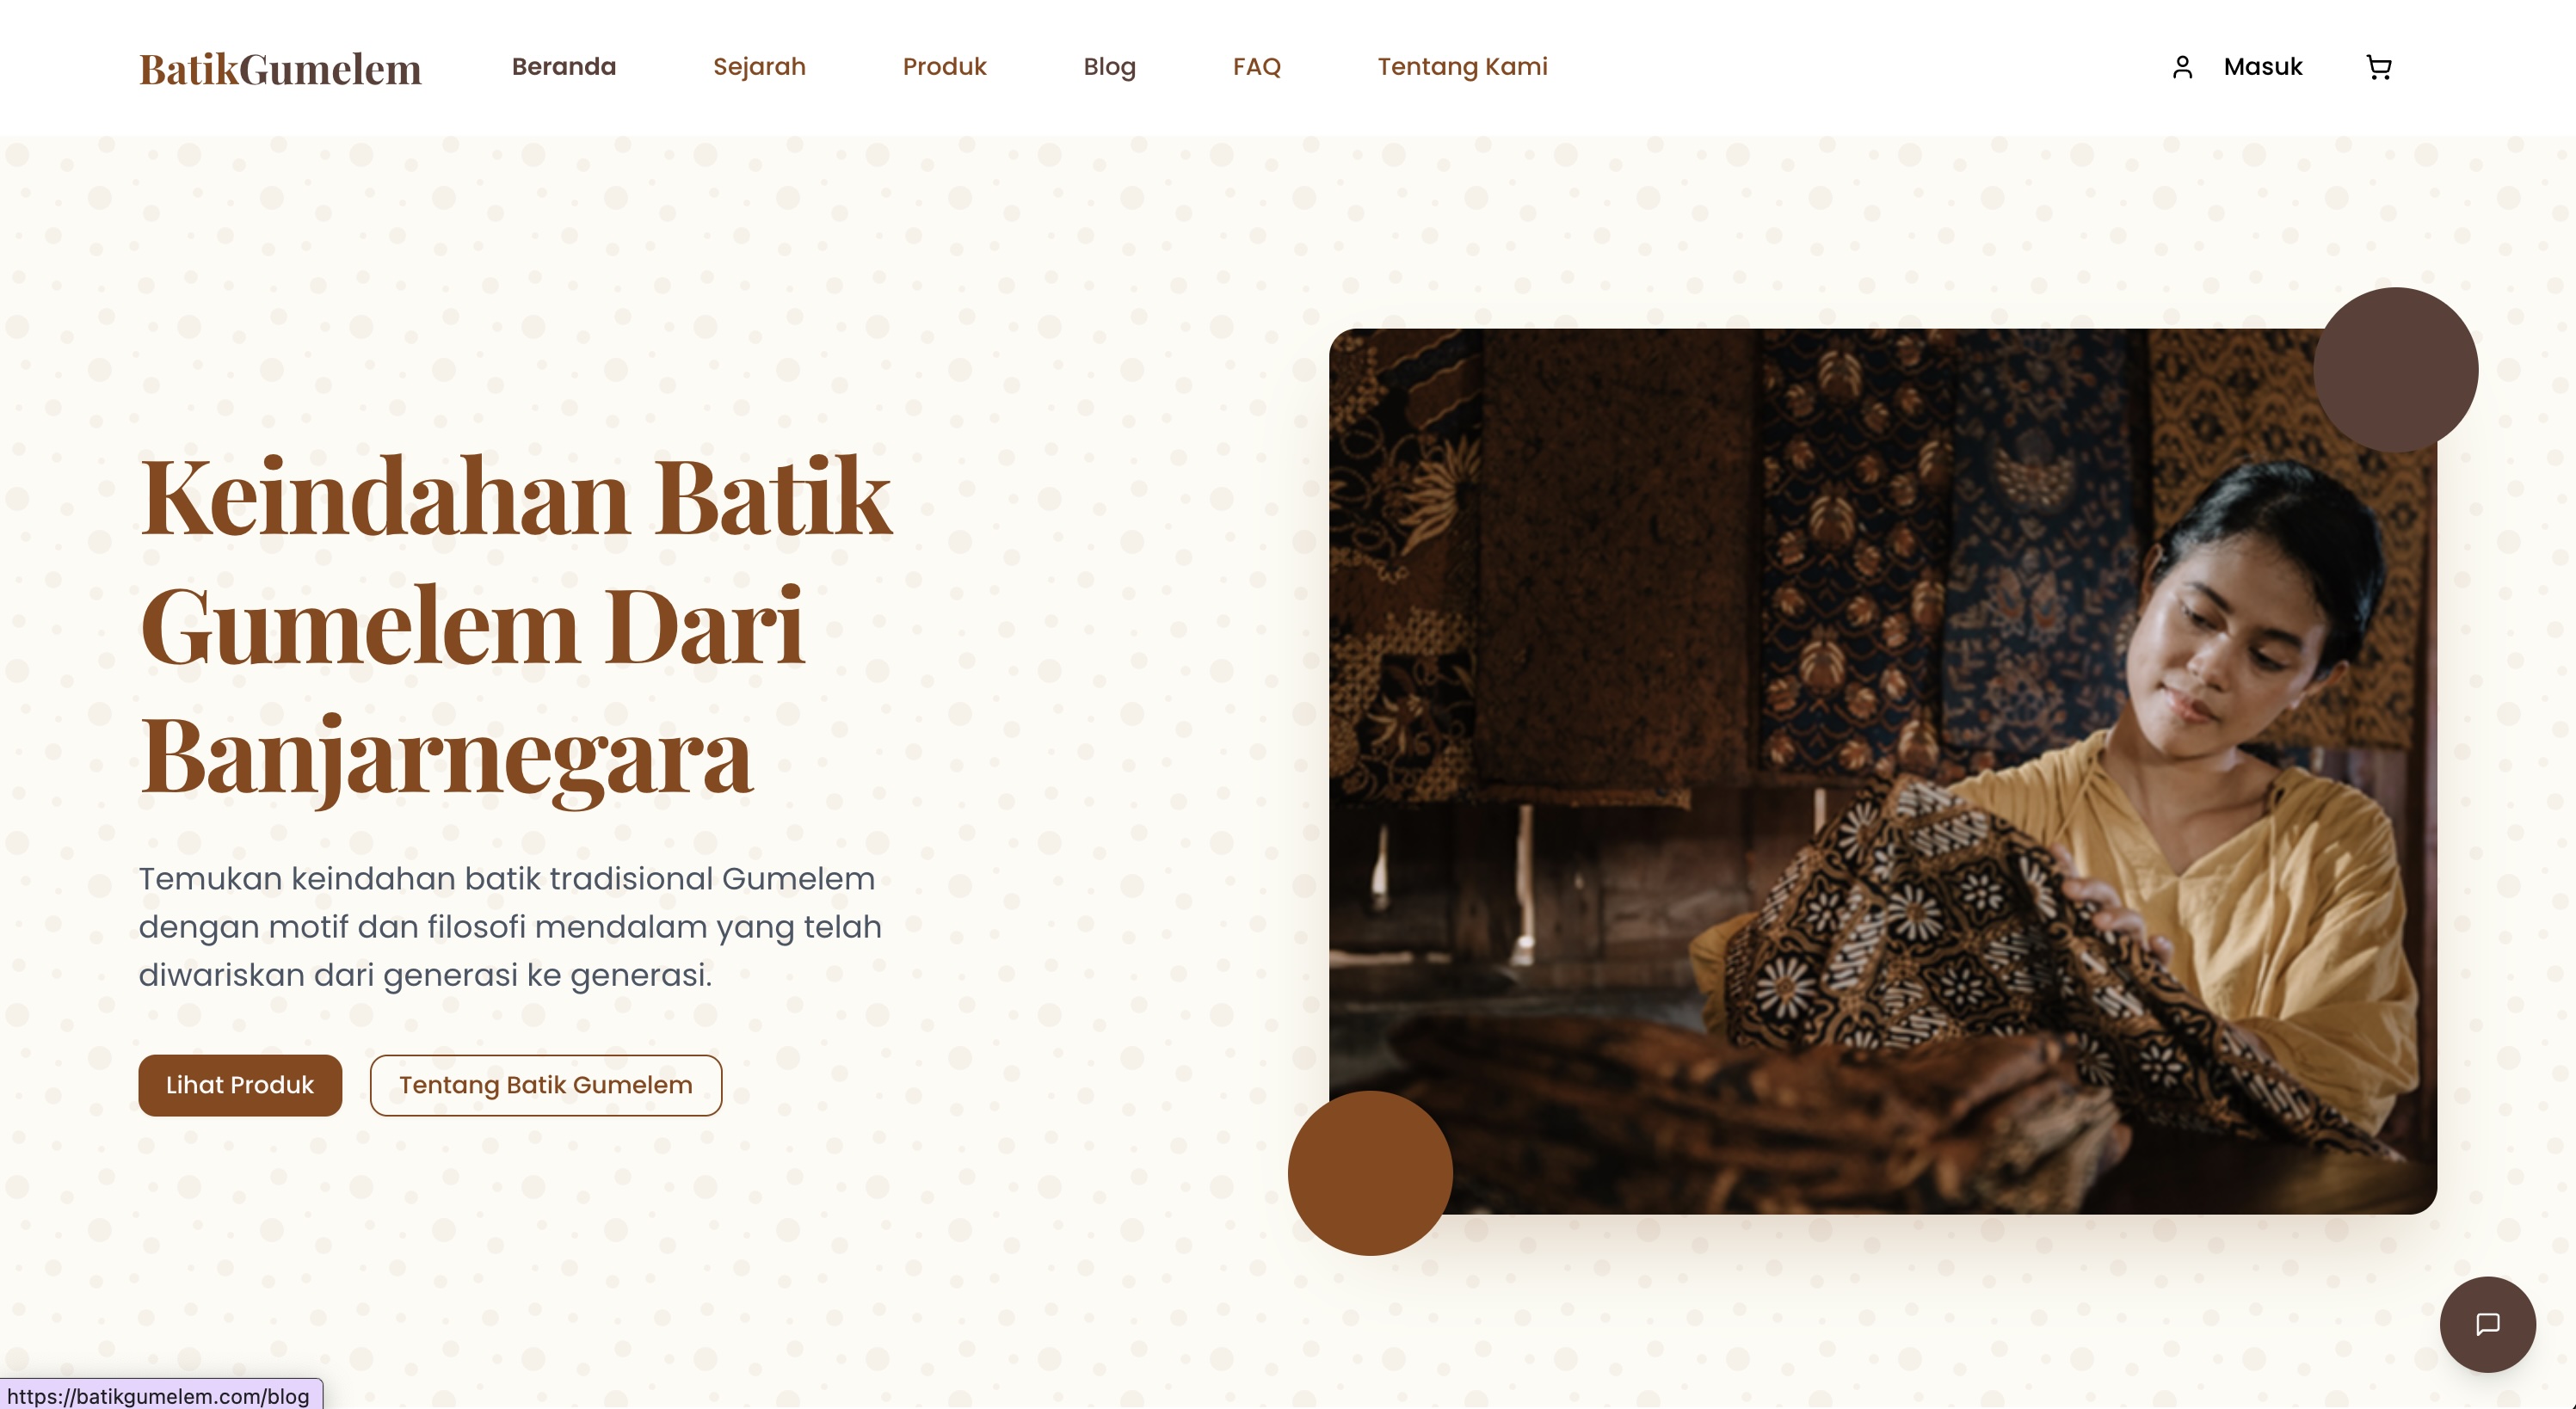 BatikGumelem
Beranda
Sejarah
Produk
Blog
FAQ
Tentang Kami
Masuk
Keindahan Batik
Gumelem Dari
Banjarnegara
Temukan keindahan batik tradisional Gumelem
dengan motif dan filosofi mendalam yang telah
diwariskan dari generasi ke generasi.
Lihat Produk
Tentang Batik Gumelem
https://batikgumelem.com/blog